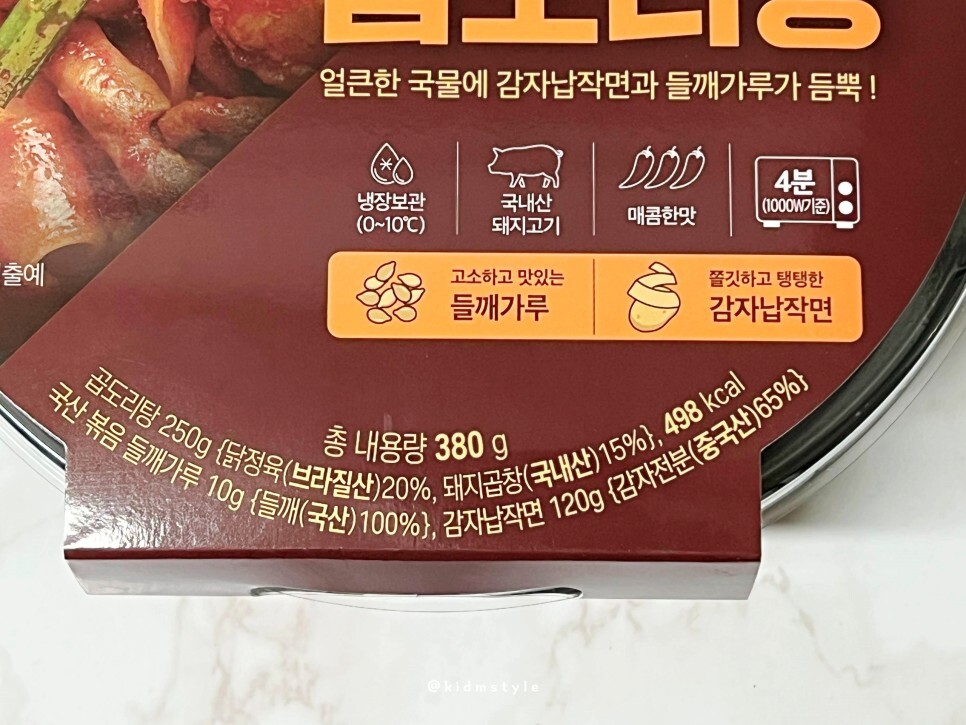 곱도리탕
얼큰한 국물에 감자납작면과 들깨가루가 듬뿍 !
냉장보관
(0~10℃)
국내산
돼지고기
매콤한맛
4분
(1000W기준)
출예
고소하고 맛있는
들깨가루
쫄깃하고 탱탱한
감자납작면
총 내용량 380 g
곱도리탕 250g {닭정육(브라질산)20%, 돼지곱창(국내산)15%}, 498 kcal
국산 볶음 들깨가루 10g {들깨(국산)100%}, 감자납작면 120g {감자전분(중국산)65%}
@kidmstyle